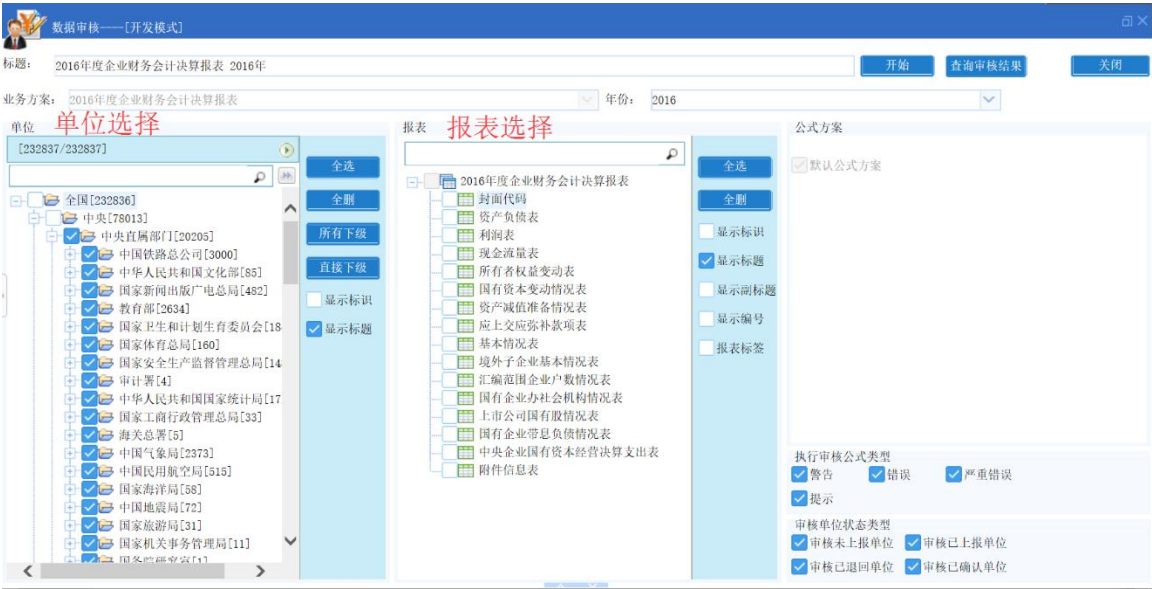 数据审核——[开发模式]
标题: 2016年度企业财务会计决算报表 2016年 开始 查询审核结果 关闭
业务方案: 2016年度企业财务会计决算报表 年份: 2016
单位 单位选择
[232837/232837]
全国[232836]
中央[78013]
中央直属部门[20205]
中国铁路总公司[3000]
中华人民共和国文化部[85]
国家新闻出版广电总局[482]
教育部[2634]
国家卫生和计划生育委员会[18
国家体育总局[160]
国家安全生产监督管理总局[14
审计署[4]
中华人民共和国国家统计局[17
国家工商行政管理总局[33]
海关总署[5]
中国气象局[2373]
中国民用航空局[515]
国家海洋局[58]
中国地震局[72]
国家旅游局[31]
国家机关事务管理局[11]
国务院研究室[1]
全选
全删
所有下级
直接下级
显示标识
显示标题
报表 报表选择
2016年度企业财务会计决算报表
封面代码
资产负债表
利润表
现金流量表
所有者权益变动表
国有资本变动情况表
资产减值准备情况表
应上交应弥补款项表
基本情况表
境外子企业基本情况表
汇编范围企业户数情况表
国有企业办社会机构情况表
上市公司国有股情况表
国有企业带息负债情况表
中央企业国有资本经营决算支出表
附件信息表
全选
全删
显示标识
显示标题
显示副标题
显示编号
报表标签
公式方案
默认公式方案
执行审核公式类型
警告 错误 严重错误
提示
审核单位状态类型
审核未上报单位 审核已上报单位
审核已退回单位 审核已确认单位